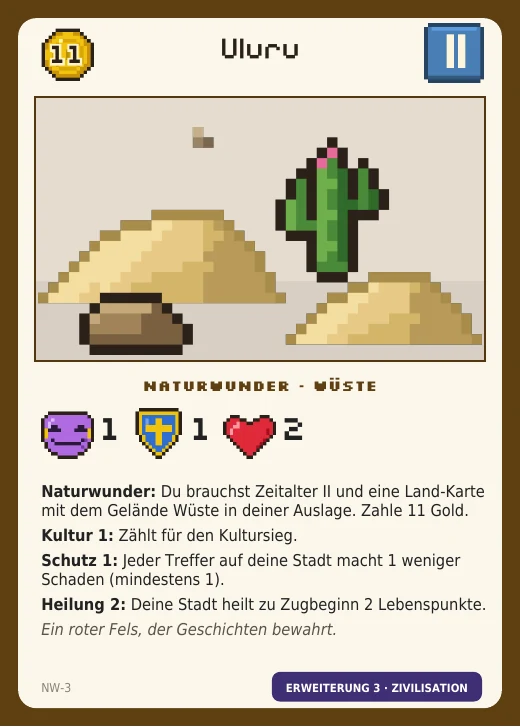 11
Uluru
II
NATURWUNDER - WÜSTE
1
1
2
Naturwunder: Du brauchst Zeitalter II und eine Land-Karte
mit dem Gelände Wüste in deiner Auslage. Zahle 11 Gold.
Kultur 1: Zählt für den Kultursieg.
Schutz 1: Jeder Treffer auf deine Stadt macht 1 weniger
Schaden (mindestens 1).
Heilung 2: Deine Stadt heilt zu Zugbeginn 2 Lebenspunkte.
Ein roter Fels, der Geschichten bewahrt.
NW-3
ERWEITERUNG 3 · ZIVILISATION